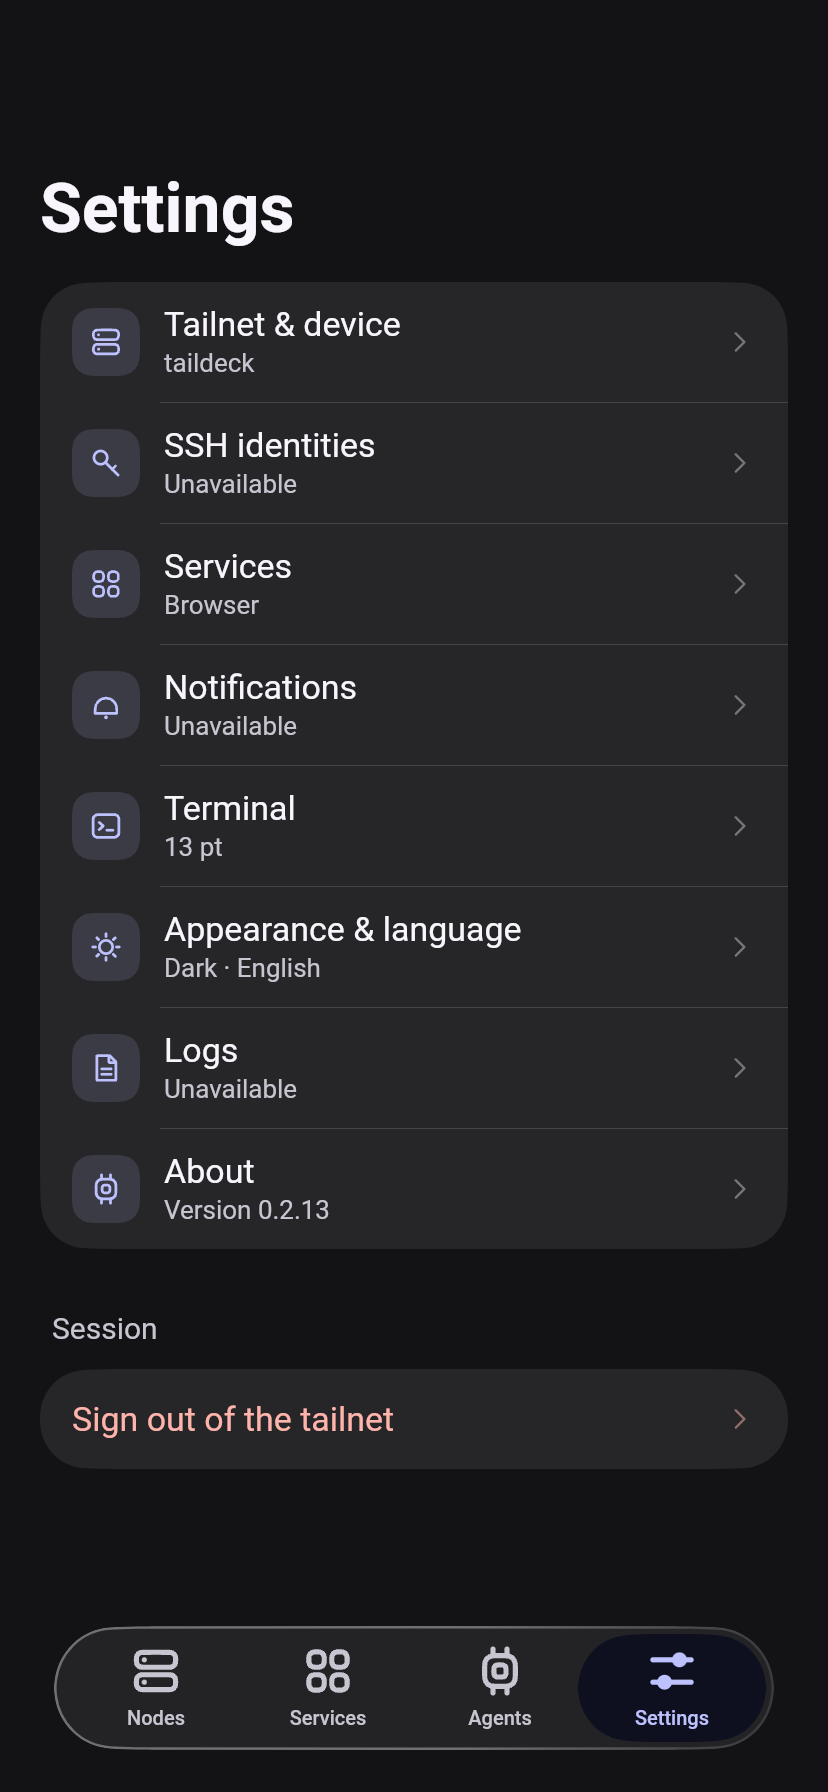 Settings
Tailnet & device
taildeck
SSH identities
Unavailable
Services
Browser
Notifications
Unavailable
Terminal
13 pt
Appearance & language
Dark · English
Logs
Unavailable
About
Version 0.2.13
Session
Sign out of the tailnet
Nodes
Services
Agents
Settings